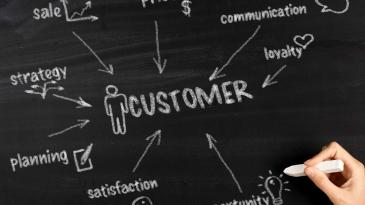 sale
$
communication
loyalty
strategy
CUSTOMER
planning
satisfaction